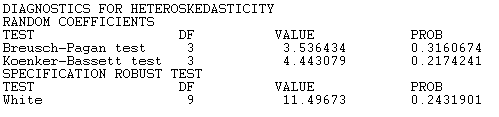 DIAGNOSTICS FOR HETEROSKEDASTICITY
RANDOM COEFFICIENTS
TEST DF VALUE PROB
Breusch-Pagan test 3 3.536434 0.3160674
Koenker-Bassett test 3 4.443079 0.2174241
SPECIFICATION ROBUST TEST
TEST DF VALUE PROB
White 9 11.49673 0.2431901